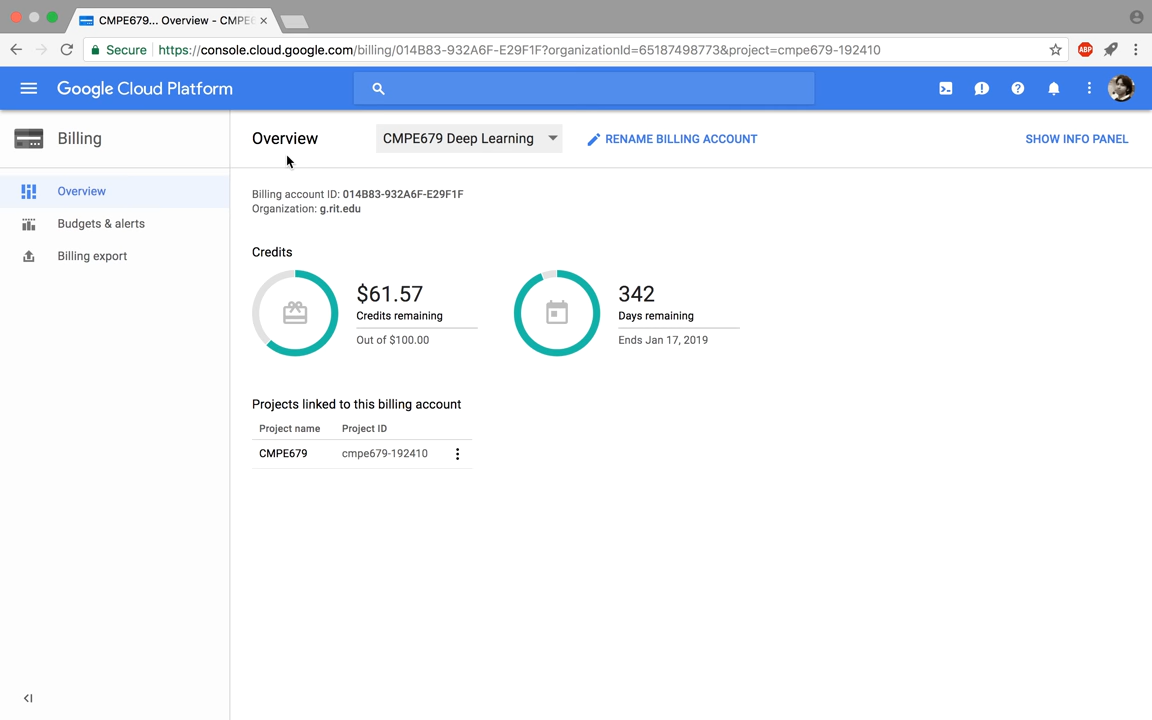 CMPE679... Overview - CMPE6
Secure https://console.cloud.google.com/billing/014B83-932A6F-E29F1F?organizationId=65187498773&project=cmpe679-192410
ABP
Google Cloud Platform
Billing
Overview
CMPE679 Deep Learning
RENAME BILLING ACCOUNT
SHOW INFO PANEL
Overview
Budgets & alerts
Billing export
Billing account ID: 014B83-932A6F-E29F1F
Organization: g.rit.edu
Credits
$61.57
Credits remaining
Out of $100.00
342
Days remaining
Ends Jan 17, 2019
Projects linked to this billing account
Project name Project ID
CMPE679 cmpe679-192410